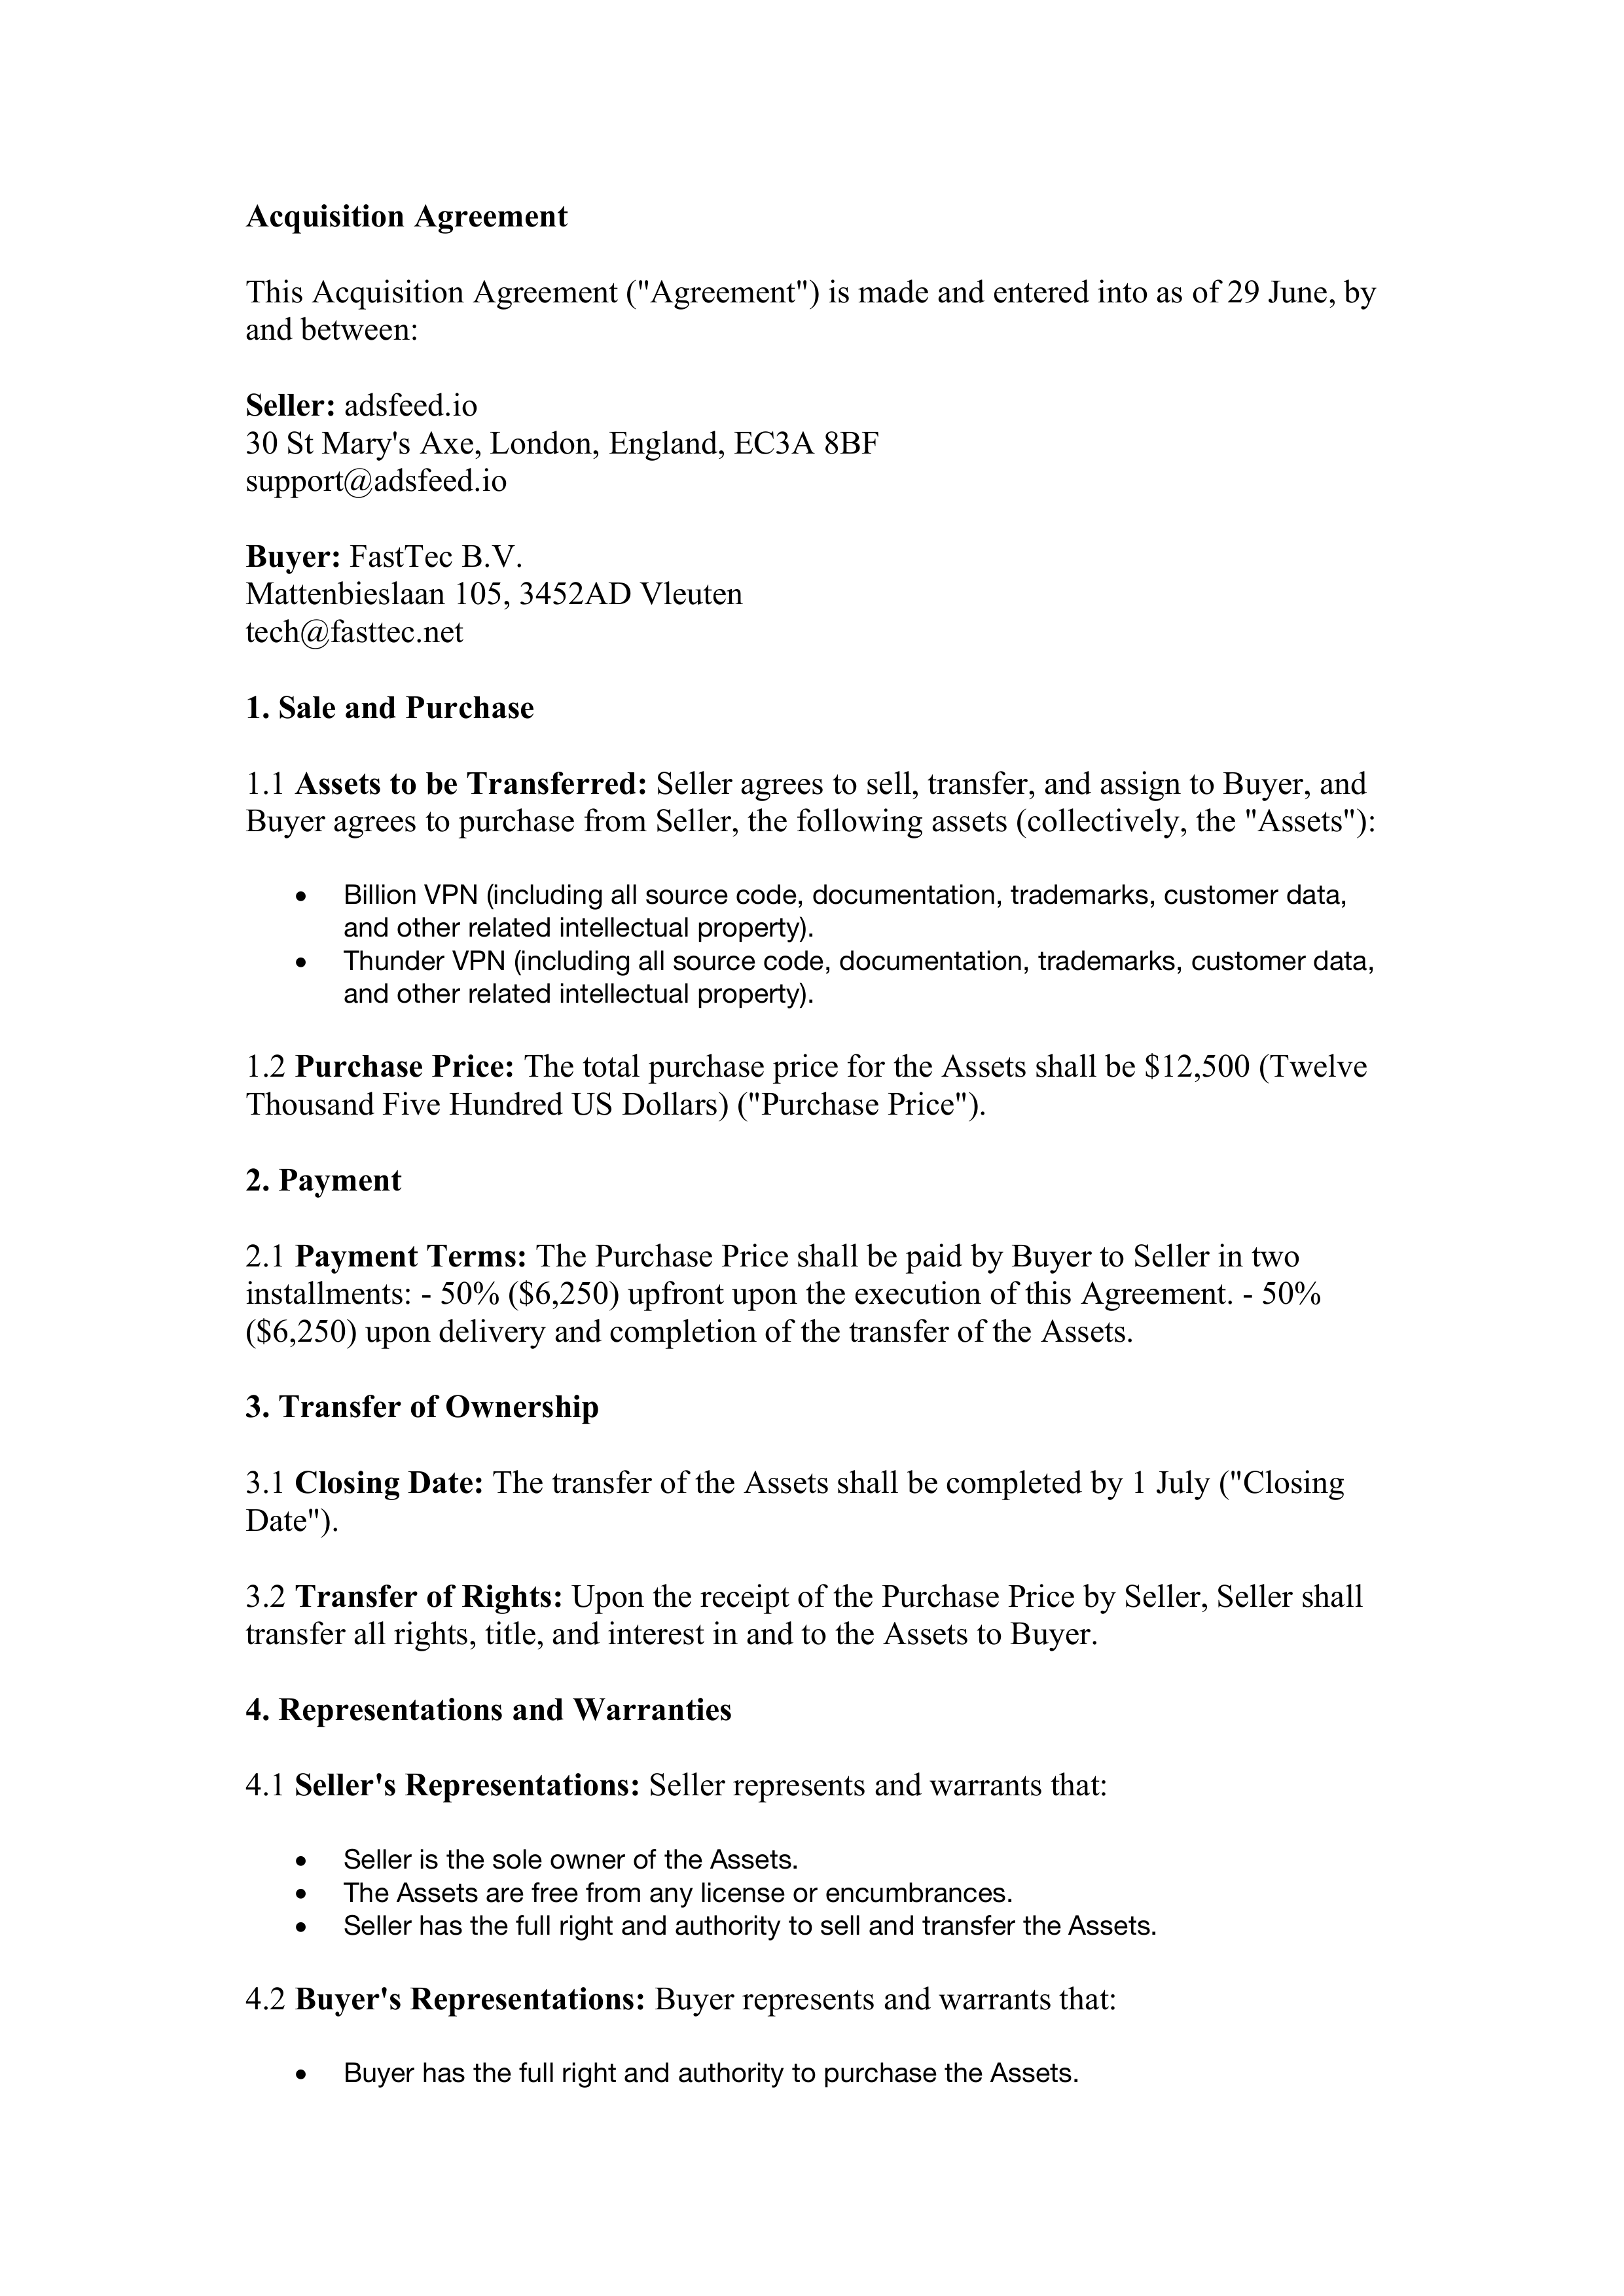 Acquisition Agreement
This Acquisition Agreement ("Agreement") is made and entered into as of 29 June, by
and between:
Seller: adsfeed.io
30 St Mary's Axe, London, England, EC3A 8BF
support@adsfeed.io
Buyer: FastTec B.V.
Mattenbieslaan 105, 3452AD Vleuten
tech@fasttec.net
1. Sale and Purchase
1.1 Assets to be Transferred: Seller agrees to sell, transfer, and assign to Buyer, and
Buyer agrees to purchase from Seller, the following assets (collectively, the "Assets"):
• Billion VPN (including all source code, documentation, trademarks, customer data,
and other related intellectual property).
• Thunder VPN (including all source code, documentation, trademarks, customer data,
and other related intellectual property).
1.2 Purchase Price: The total purchase price for the Assets shall be $12,500 (Twelve
Thousand Five Hundred US Dollars) ("Purchase Price").
2. Payment
2.1 Payment Terms: The Purchase Price shall be paid by Buyer to Seller in two
installments: - 50% ($6,250) upfront upon the execution of this Agreement. - 50%
($6,250) upon delivery and completion of the transfer of the Assets.
3. Transfer of Ownership
3.1 Closing Date: The transfer of the Assets shall be completed by 1 July ("Closing
Date").
3.2 Transfer of Rights: Upon the receipt of the Purchase Price by Seller, Seller shall
transfer all rights, title, and interest in and to the Assets to Buyer.
4. Representations and Warranties
4.1 Seller's Representations: Seller represents and warrants that:
• Seller is the sole owner of the Assets.
• The Assets are free from any license or encumbrances.
• Seller has the full right and authority to sell and transfer the Assets.
4.2 Buyer's Representations: Buyer represents and warrants that:
• Buyer has the full right and authority to purchase the Assets.